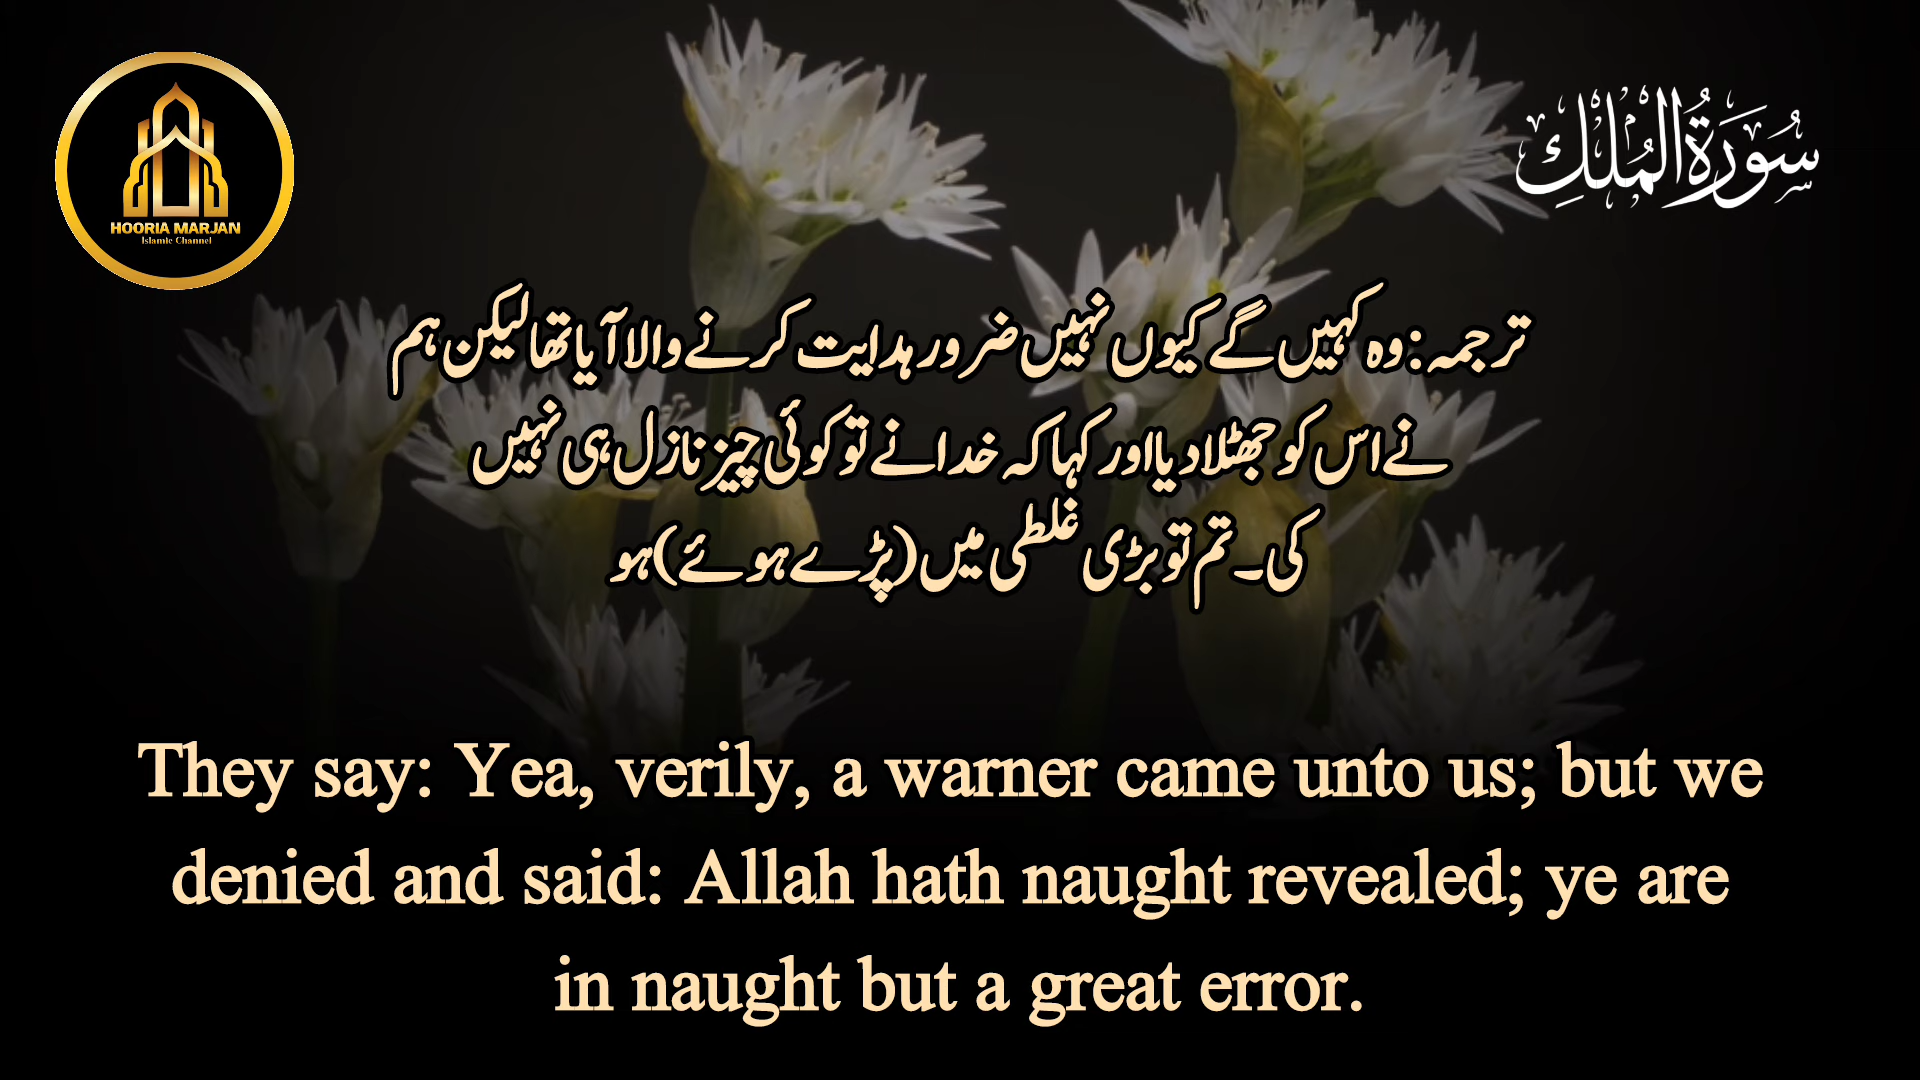 HOORIA MARJAN
Islamic Channel
سُورَةُ الْمُلْكِ
ترجمہ: وہ کہیں گے کیوں نہیں ضرور ہدایت کرنے والا آیا تھا لیکن ہم
نے اس کو جھٹلا دیا اور کہا کہ خدا نے تو کوئی چیز نازل ہی نہیں
کی۔ تم تو بڑی غلطی میں (پڑے ہوئے) ہو
They say: Yea, verily, a warner came unto us; but we
denied and said: Allah hath naught revealed; ye are
in naught but a great error.